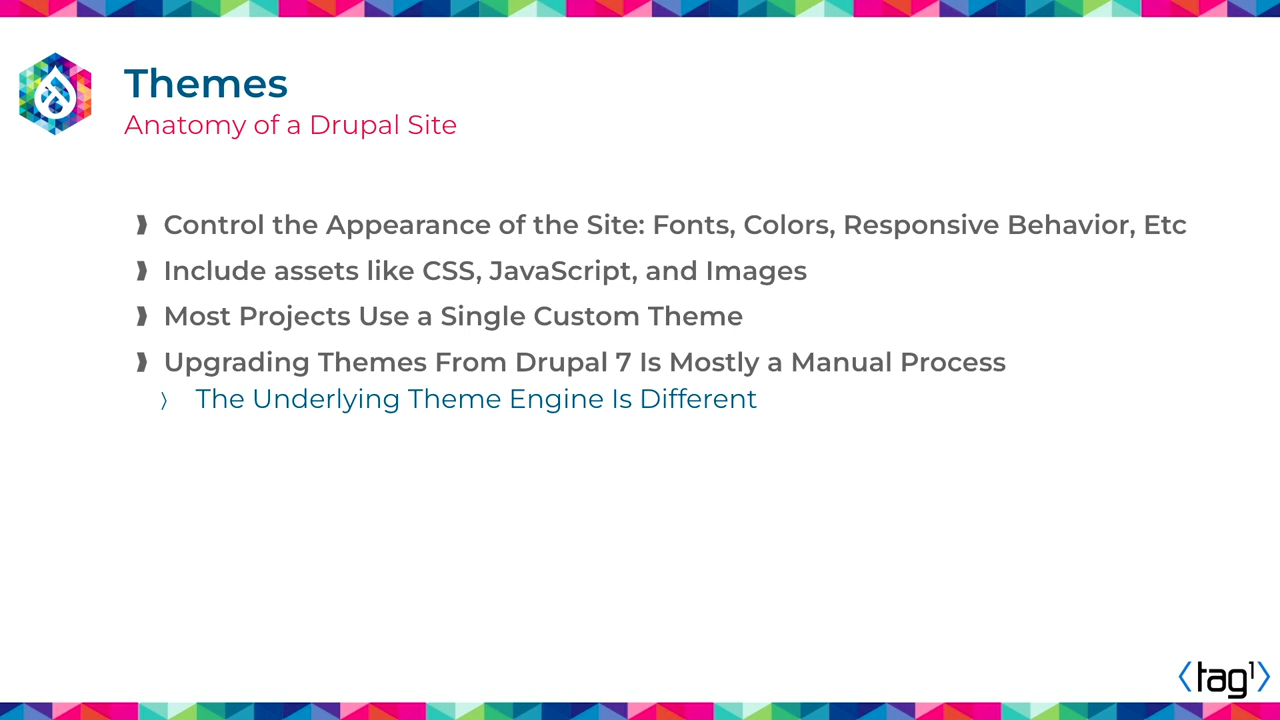 Themes
Anatomy of a Drupal Site
Control the Appearance of the Site: Fonts, Colors, Responsive Behavior, Etc
Include assets like CSS, JavaScript, and Images
Most Projects Use a Single Custom Theme
Upgrading Themes From Drupal 7 Is Mostly a Manual Process
The Underlying Theme Engine Is Different
⟨tag¹⟩